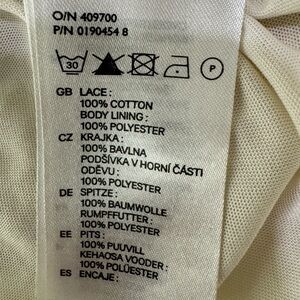 O/N 409700
P/N 0190454 8
30 P
GB LACE :
100% COTTON
BODY LINING :
100% POLYESTER
CZ KRAJKA :
100% BAVLNA
PODŠÍVKA V HORNÍ ČÁSTI
ODĚVU :
100% POLYESTER
DE SPITZE :
100% BAUMWOLLE
RUMPFFUTTER :
100% POLYESTER
EE PITS :
100% PUUVILL
KEHAOSA VOODER :
100% POLÜESTER
ES ENCAJE :